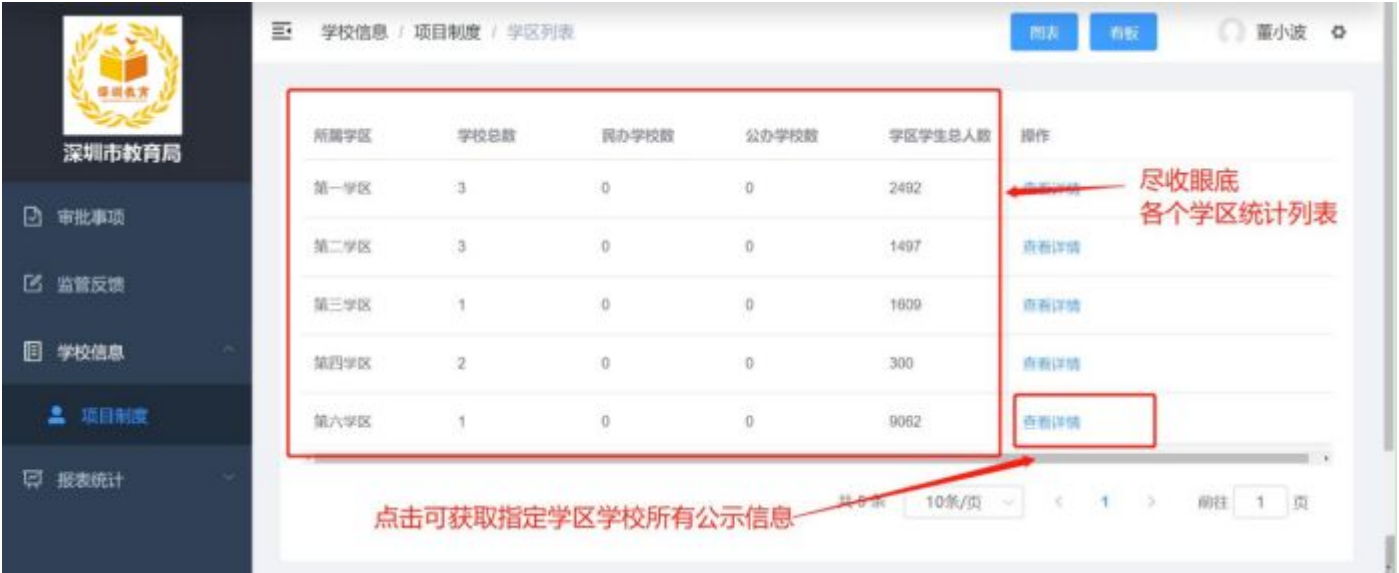 深圳教育
深圳市教育局
审批事项
监管反馈
学校信息
项目制度
报表统计
学校信息 / 项目制度 / 学区列表
图表 看板 董小波
所属学区 学校总数 民办学校数 公办学校数 学区学生总人数 操作
第一学区 3 0 0 2492 查看详情
第二学区 3 0 0 1497 查看详情
第三学区 1 0 0 1609 查看详情
第四学区 2 0 0 300 查看详情
第六学区 1 0 0 9062 查看详情
尽收眼底
各个学区统计列表
点击可获取指定学区学校所有公示信息
10条/页 < 1 > 前往 1 页